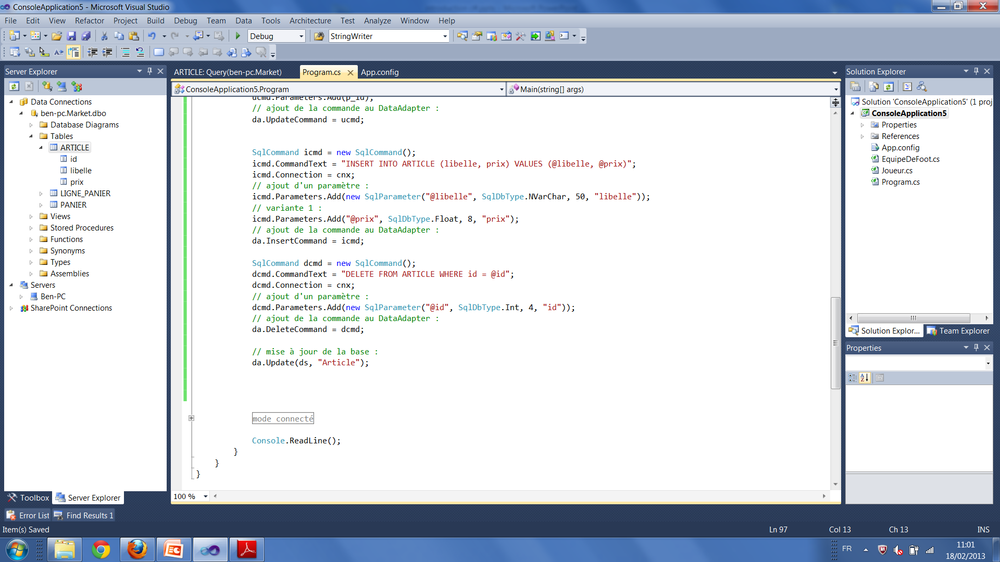 ConsoleApplication5 - Microsoft Visual Studio
File Edit View Refactor Project Build Debug Team Data Tools Architecture Test Analyze Window Help
Debug StringWriter
Server Explorer
Data Connections
ben-pc.Market.dbo
Database Diagrams
Tables
ARTICLE
id
libelle
prix
LIGNE_PANIER
PANIER
Views
Stored Procedures
Functions
Synonyms
Types
Assemblies
Servers
Ben-PC
SharePoint Connections
Toolbox Server Explorer
ARTICLE: Query(ben-pc.Market) Program.cs App.config
ConsoleApplication5.Program Main(string[] args)
ucmd.Parameters.Add(p_id);
// ajout de la commande au DataAdapter :
da.UpdateCommand = ucmd;
SqlCommand icmd = new SqlCommand();
icmd.CommandText = "INSERT INTO ARTICLE (libelle, prix) VALUES (@libelle, @prix)";
icmd.Connection = cnx;
// ajout d'un paramètre :
icmd.Parameters.Add(new SqlParameter("@libelle", SqlDbType.NVarChar, 50, "libelle"));
// variante 1 :
icmd.Parameters.Add("@prix", SqlDbType.Float, 8, "prix");
// ajout de la commande au DataAdapter :
da.InsertCommand = icmd;
SqlCommand dcmd = new SqlCommand();
dcmd.CommandText = "DELETE FROM ARTICLE WHERE id = @id";
dcmd.Connection = cnx;
// ajout d'un paramètre :
dcmd.Parameters.Add(new SqlParameter("@id", SqlDbType.Int, 4, "id"));
// ajout de la commande au DataAdapter :
da.DeleteCommand = dcmd;
// mise à jour de la base :
da.Update(ds, "Article");
mode connecté
Console.ReadLine();
}
}
}
100 %
Solution Explorer
Solution 'ConsoleApplication5' (1 proj
ConsoleApplication5
Properties
References
App.config
EquipeDeFoot.cs
Joueur.cs
Program.cs
Solution Explor... Team Explorer
Properties
Error List Find Results 1
Item(s) Saved Ln 97 Col 13 Ch 13 INS
FR 11:01
18/02/2013